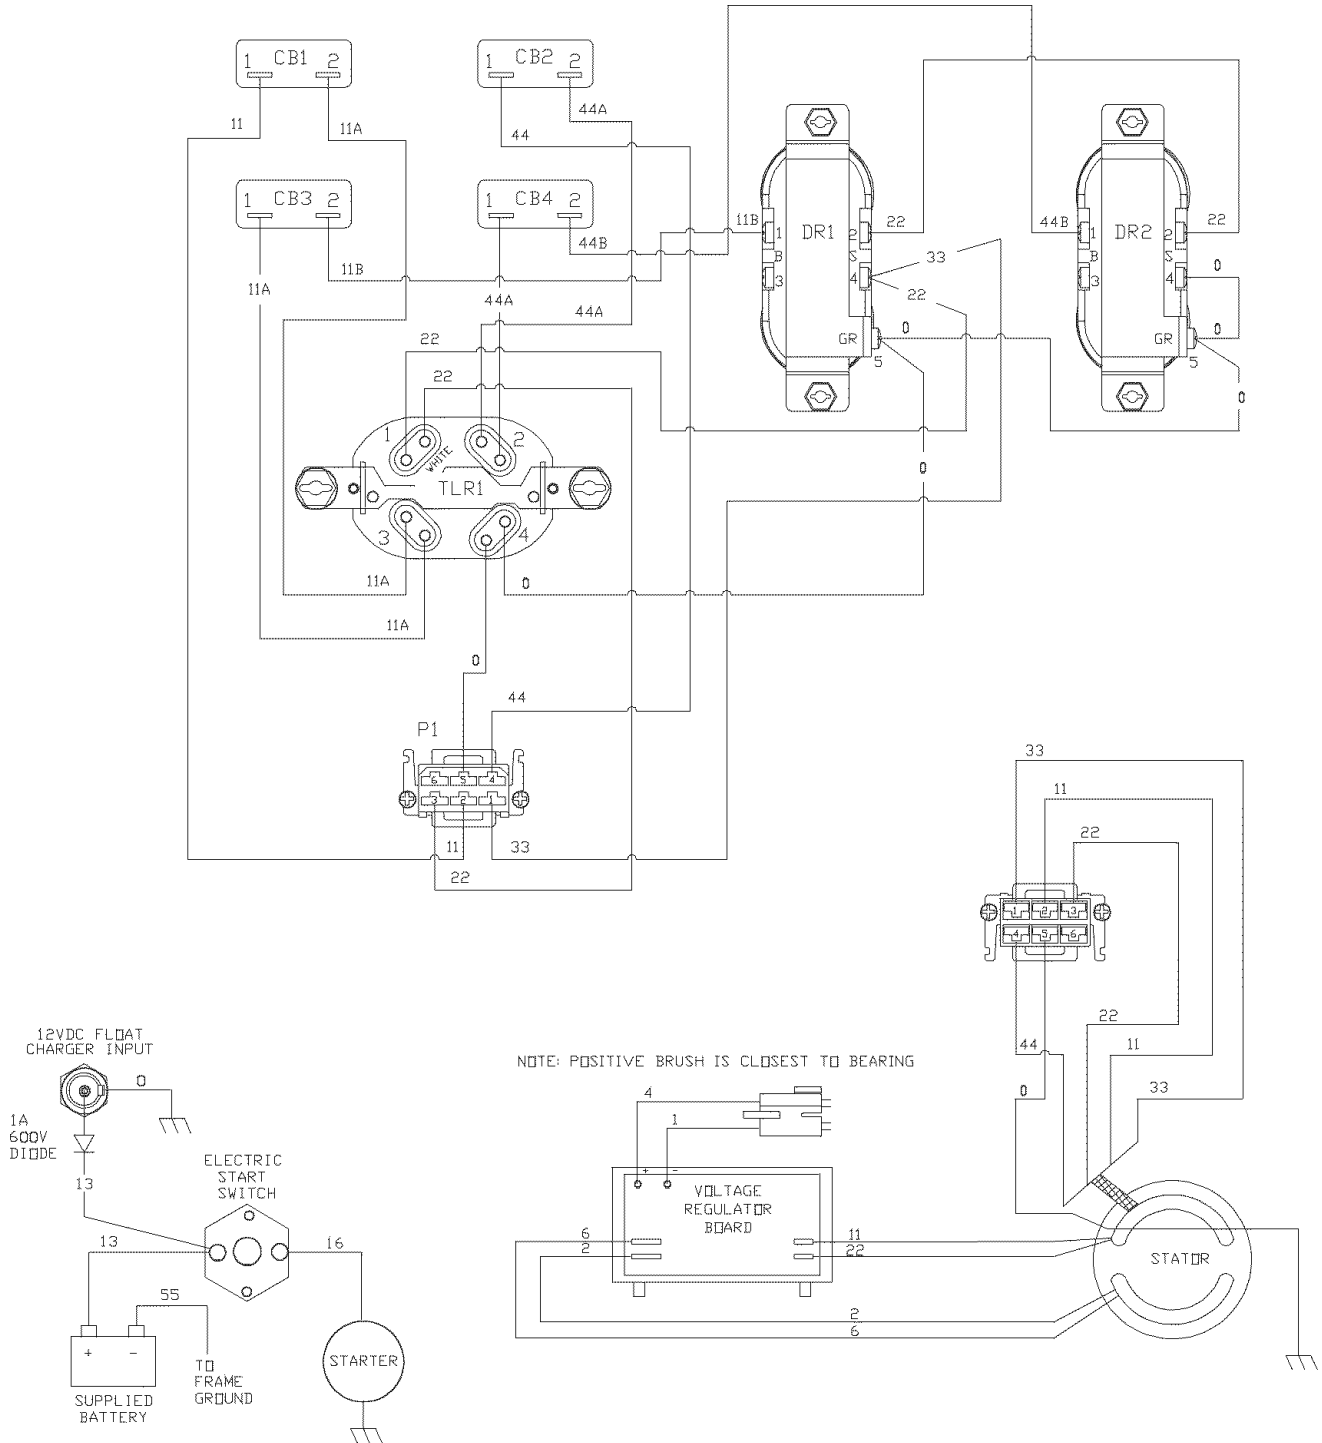 1 CB1 2
1 CB2 2
11
11A
44
44A
1 CB3 2
1 CB4 2
11B
11A
44A
44B
44A
11B
1 DR1 2
B S
3 4
GR
5
22
33
22
0
0
44B
1 DR2 2
B S
3 4
GR
5
22
0
0
0
22
22
1
2
WHITE
TLR1
3
4
11A
11A
0
0
44
P1
6 5 4
3 2 1
11
33
22
33
11
22
1 2 3
4 5 6
22
44
11
0
33
12VDC FLOAT
CHARGER INPUT
0
1A
600V
DIODE
13
ELECTRIC
START
SWITCH
13
16
55
+ -
SUPPLIED
BATTERY
TO
FRAME
GROUND
STARTER
NOTE: POSITIVE BRUSH IS CLOSEST TO BEARING
4
1
+ -
VOLTAGE
REGULATOR
BOARD
6
2
11
22
2
6
STATOR